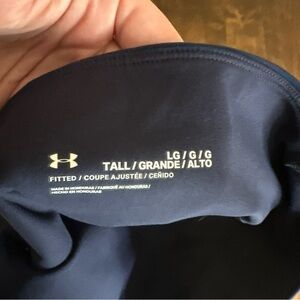 LG / G / G
TALL / GRANDE / ALTO
FITTED / COUPE AJUSTÉE / CEÑIDO
MADE IN HONDURAS / FABRIQUÉ AU HONDURAS /
HECHO EN HONDURAS